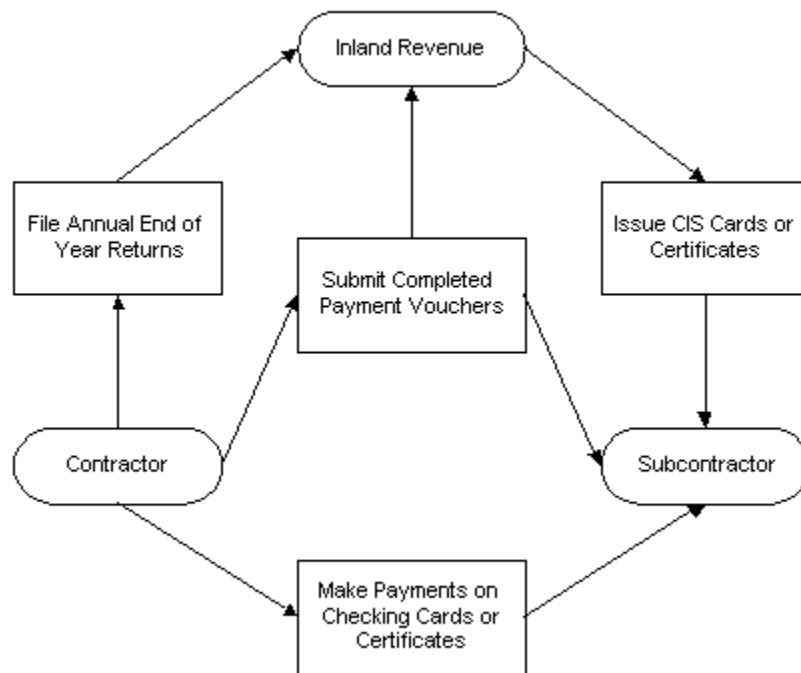 Inland Revenue
File Annual End of
Year Returns
Issue CIS Cards or
Certificates
Submit Completed
Payment Vouchers
Contractor
Subcontractor
Make Payments on
Checking Cards or
Certificates